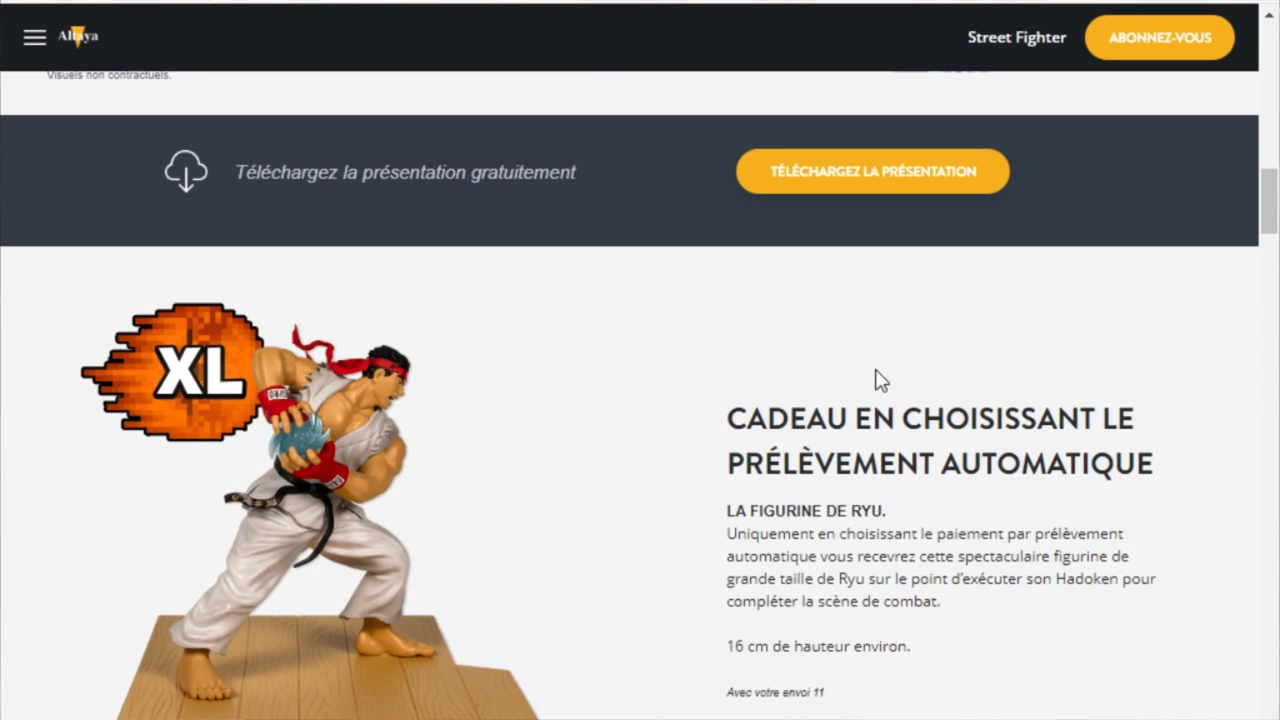 Altaya
Street Fighter
ABONNEZ-VOUS
Visuels non contractuels.
Téléchargez la présentation gratuitement
TÉLÉCHARGEZ LA PRÉSENTATION
XL
CADEAU EN CHOISISSANT LE
PRÉLÈVEMENT AUTOMATIQUE
LA FIGURINE DE RYU.
Uniquement en choisissant le paiement par prélèvement
automatique vous recevrez cette spectaculaire figurine de
grande taille de Ryu sur le point d'exécuter son Hadoken pour
compléter la scène de combat.
16 cm de hauteur environ.
Avec votre envoi 11